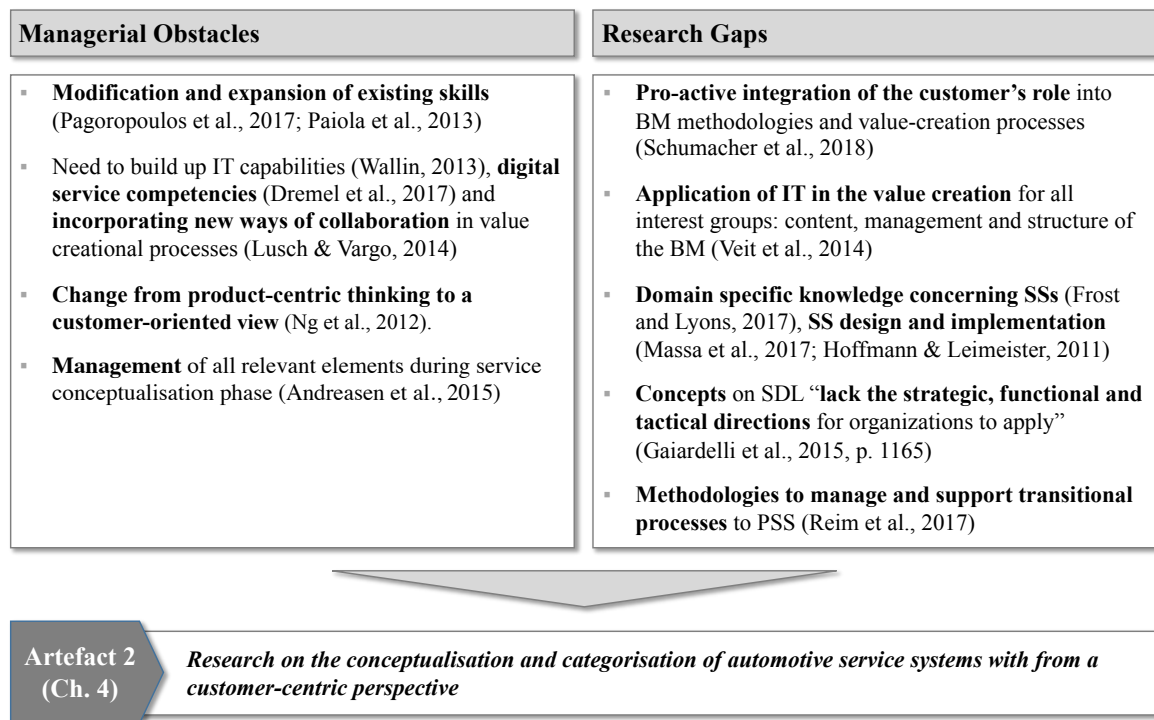 Managerial Obstacles
▪ Modification and expansion of existing skills
(Pagoropoulos et al., 2017; Paiola et al., 2013)
▪ Need to build up IT capabilities (Wallin, 2013), digital
service competencies (Dremel et al., 2017) and
incorporating new ways of collaboration in value
creational processes (Lusch & Vargo, 2014)
▪ Change from product-centric thinking to a
customer-oriented view (Ng et al., 2012).
▪ Management of all relevant elements during service
conceptualisation phase (Andreasen et al., 2015)
Research Gaps
▪ Pro-active integration of the customer’s role into
BM methodologies and value-creation processes
(Schumacher et al., 2018)
▪ Application of IT in the value creation for all
interest groups: content, management and structure of
the BM (Veit et al., 2014)
▪ Domain specific knowledge concerning SSs (Frost
and Lyons, 2017), SS design and implementation
(Massa et al., 2017; Hoffmann & Leimeister, 2011)
▪ Concepts on SDL “lack the strategic, functional and
tactical directions for organizations to apply”
(Gaiardelli et al., 2015, p. 1165)
▪ Methodologies to manage and support transitional
processes to PSS (Reim et al., 2017)
Artefact 2
(Ch. 4)
Research on the conceptualisation and categorisation of automotive service systems with from a
customer-centric perspective